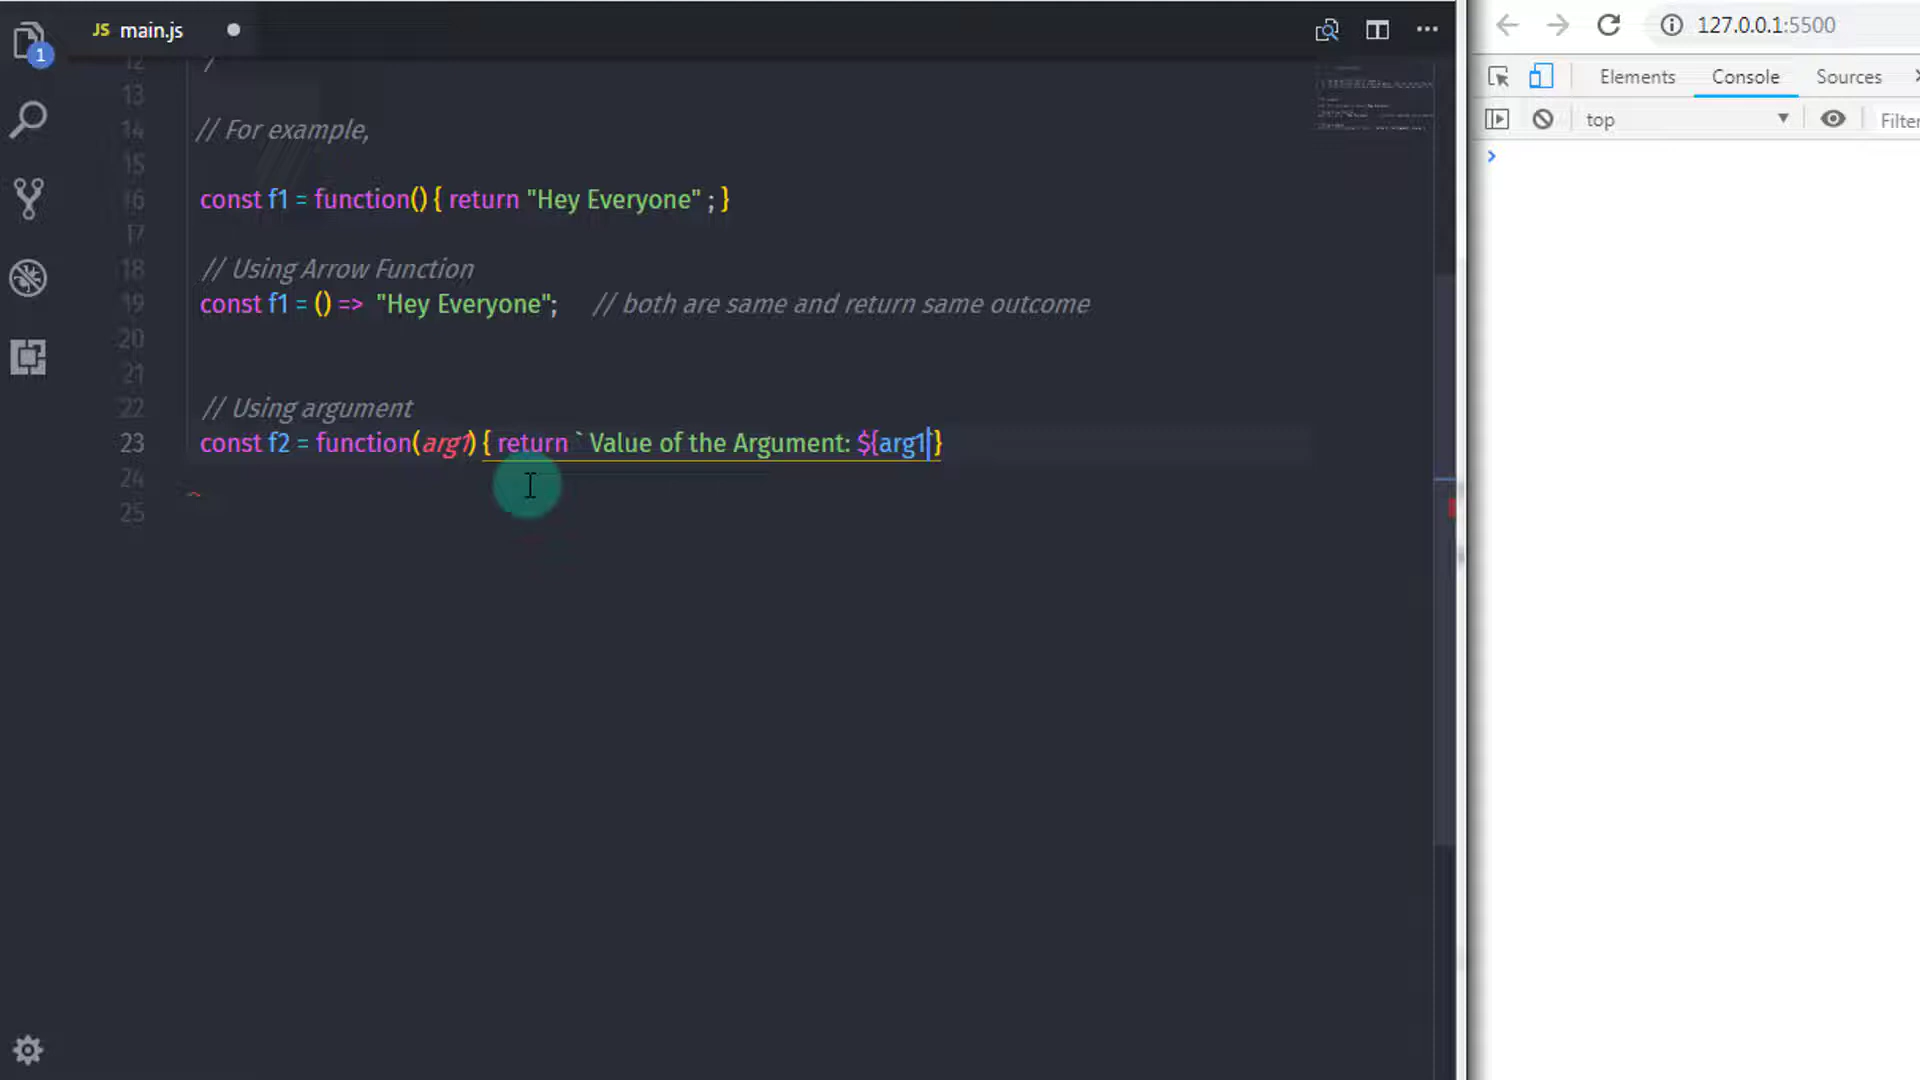 JS main.js
127.0.0.1:5500
1
Elements Console Sources
top Filter
12 /
13
14 // For example,
15
16 const f1 = function() { return "Hey Everyone" ; }
17
18 // Using Arrow Function
19 const f1 = () => "Hey Everyone"; // both are same and return same outcome
20
21
22 // Using argument
23 const f2 = function(arg1) { return ` Value of the Argument: ${arg1`}
24
25